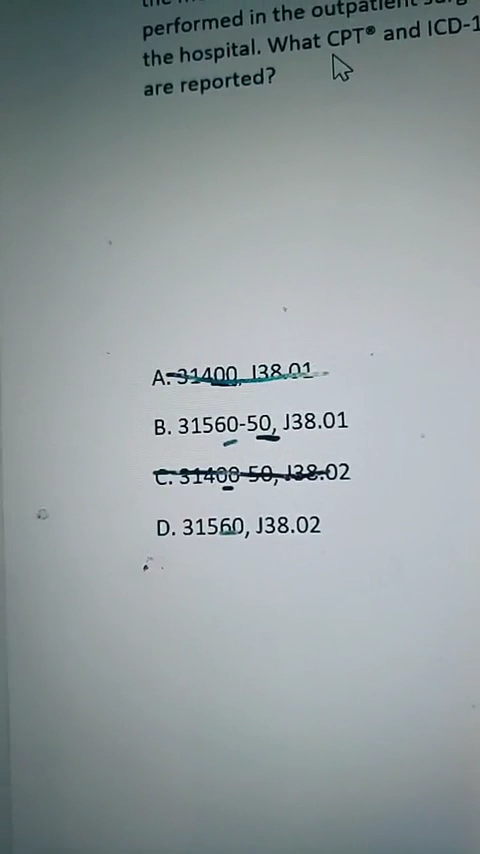 performed in the outpatient
the hospital. What CPT® and ICD-1
are reported?
A. 31400, J38.01
B. 31560-50, J38.01
C. 31400-50, J38.02
D. 31560, J38.02